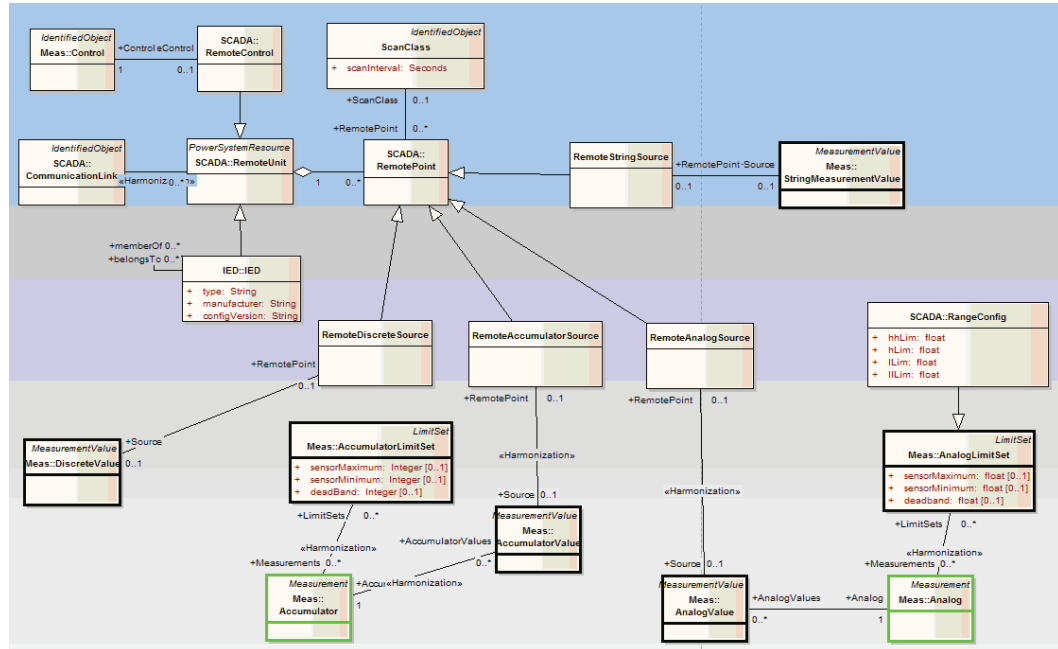 IdentifiedObject
Meas::Control
+Control
eControl
1
0..1
SCADA::
RemoteControl
IdentifiedObject
ScanClass
+ scanInterval: Seconds
+ScanClass 0..1
+RemotePoint 0..*
IdentifiedObject
SCADA::
CommunicationLink
«Harmoniz
0..*
PowerSystemResource
SCADA::RemoteUnit
1
0..*
SCADA::
RemotePoint
RemoteStringSource
+RemotePoint
+Source
0..1
0..1
MeasurementValue
Meas::
StringMeasurementValue
+memberOf 0..*
+belongsTo 0..*
IED::IED
+ type: String
+ manufacturer: String
+ configVersion: String
RemoteDiscreteSource
RemoteAccumulatorSource
RemoteAnalogSource
SCADA::RangeConfig
+ hhLim: float
+ hLim: float
+ lLim: float
+ llLim: float
+RemotePoint
0..1
+RemotePoint 0..1
+RemotePoint 0..1
+Source
0..1
MeasurementValue
Meas::DiscreteValue
LimitSet
Meas::AccumulatorLimitSet
+ sensorMaximum: Integer [0..1]
+ sensorMinimum: Integer [0..1]
+ deadBand: Integer [0..1]
«Harmonization»
«Harmonization»
LimitSet
Meas::AnalogLimitSet
+ sensorMaximum: float [0..1]
+ sensorMinimum: float [0..1]
+ deadband: float [0..1]
+Source 0..1
+LimitSets 0..*
«Harmonization»
+Measurements 0..*
MeasurementValue
Meas::
AccumulatorValue
+AccumulatorValues
0..*
«Harmonization»
1
+LimitSets 0..*
«Harmonization»
+Measurements 0..*
Measurement
Meas::
Accumulator
+Source 0..1
MeasurementValue
Meas::
AnalogValue
+AnalogValues
0..*
+Analog
1
Measurement
Meas::Analog